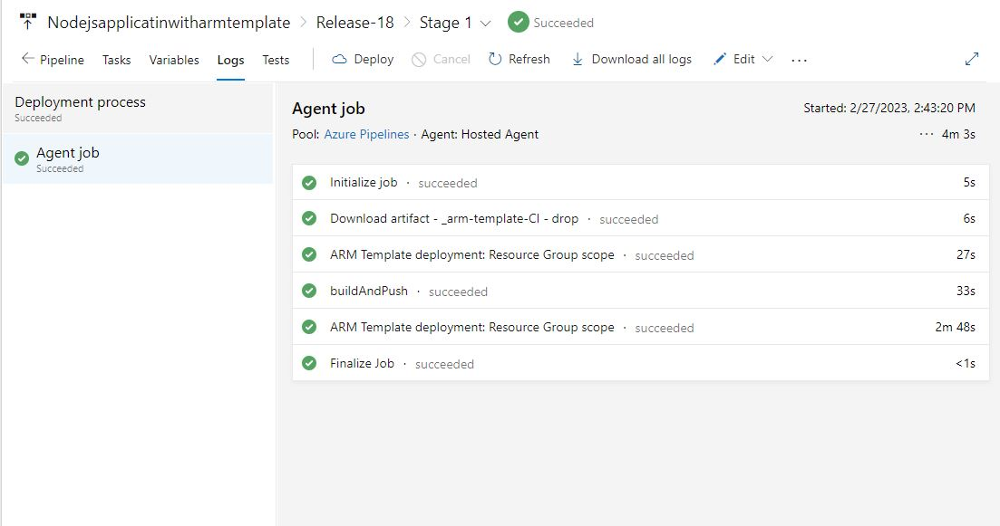 Nodejsapplicatinwitharmtemplate > Release-18 > Stage 1 Succeeded
Pipeline Tasks Variables Logs Tests Deploy Cancel Refresh Download all logs Edit ...
Deployment process
Succeeded
Agent job
Succeeded
Agent job Started: 2/27/2023, 2:43:20 PM
Pool: Azure Pipelines · Agent: Hosted Agent ... 4m 3s
Initialize job · succeeded 5s
Download artifact - _arm-template-CI - drop · succeeded 6s
ARM Template deployment: Resource Group scope · succeeded 27s
buildAndPush · succeeded 33s
ARM Template deployment: Resource Group scope · succeeded 2m 48s
Finalize Job · succeeded <1s